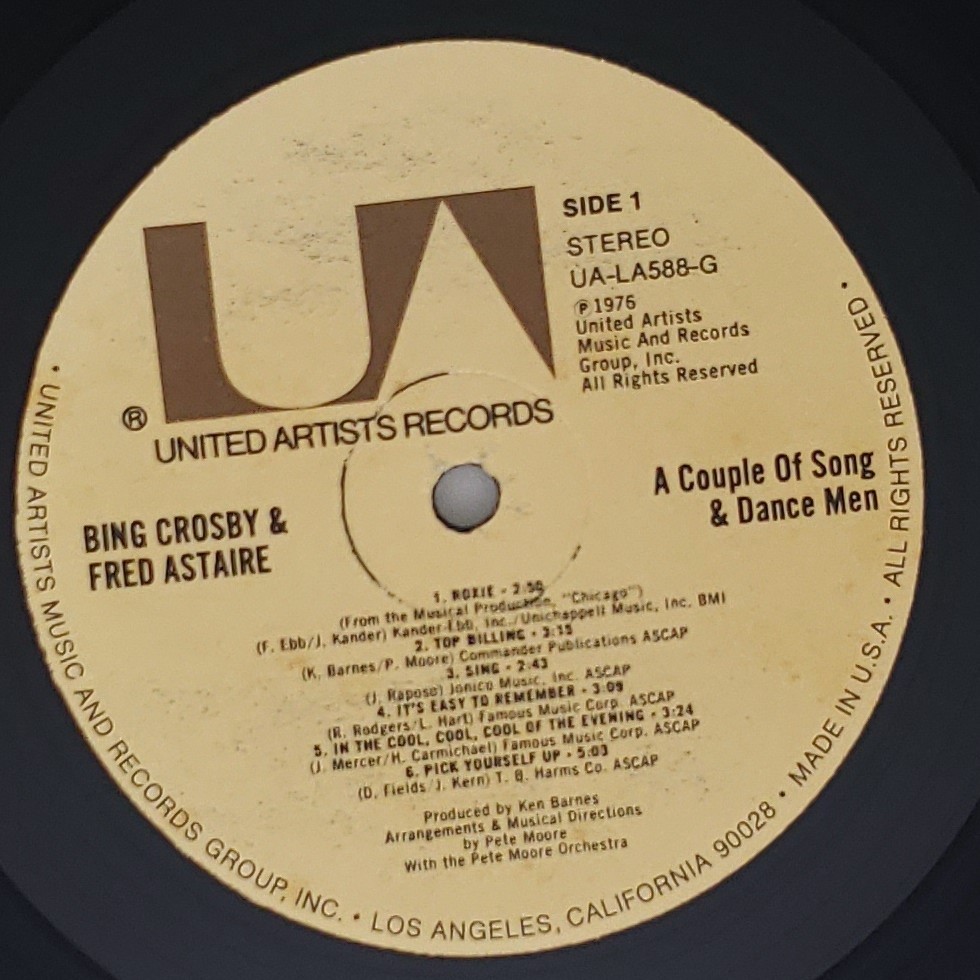 UA
SIDE 1
STEREO
UA-LA588-G
℗ 1976
United Artists
Music And Records
Group, Inc.
All Rights Reserved
®
UNITED ARTISTS RECORDS
A Couple Of Song
& Dance Men
BING CROSBY &
FRED ASTAIRE
1. ROXIE - 2:50
(From the Musical Production, "Chicago")
(F. Ebb/J. Kander) Kander-Ebb, Inc./Unichappell Music, Inc. BMI
2. TOP BILLING - 3:15
(K. Barnes/P. Moore) Commander Publications ASCAP
3. SING - 2:43
(J. Raposo) Jonico Music, Inc. ASCAP
4. IT'S EASY TO REMEMBER - 3:09
(R. Rodgers/L. Hart) Famous Music Corp. ASCAP
5. IN THE COOL, COOL, COOL OF THE EVENING - 3:24
(J. Mercer/H. Carmichael) Famous Music Corp. ASCAP
6. PICK YOURSELF UP - 5:03
(D. Fields/J. Kern) T. B. Harms Co. ASCAP
Produced by Ken Barnes
Arrangements & Musical Directions
by Pete Moore
With the Pete Moore Orchestra
• UNITED ARTISTS MUSIC AND RECORDS GROUP, INC. • LOS ANGELES, CALIFORNIA 90028 • MADE IN U.S.A. • ALL RIGHTS RESERVED •